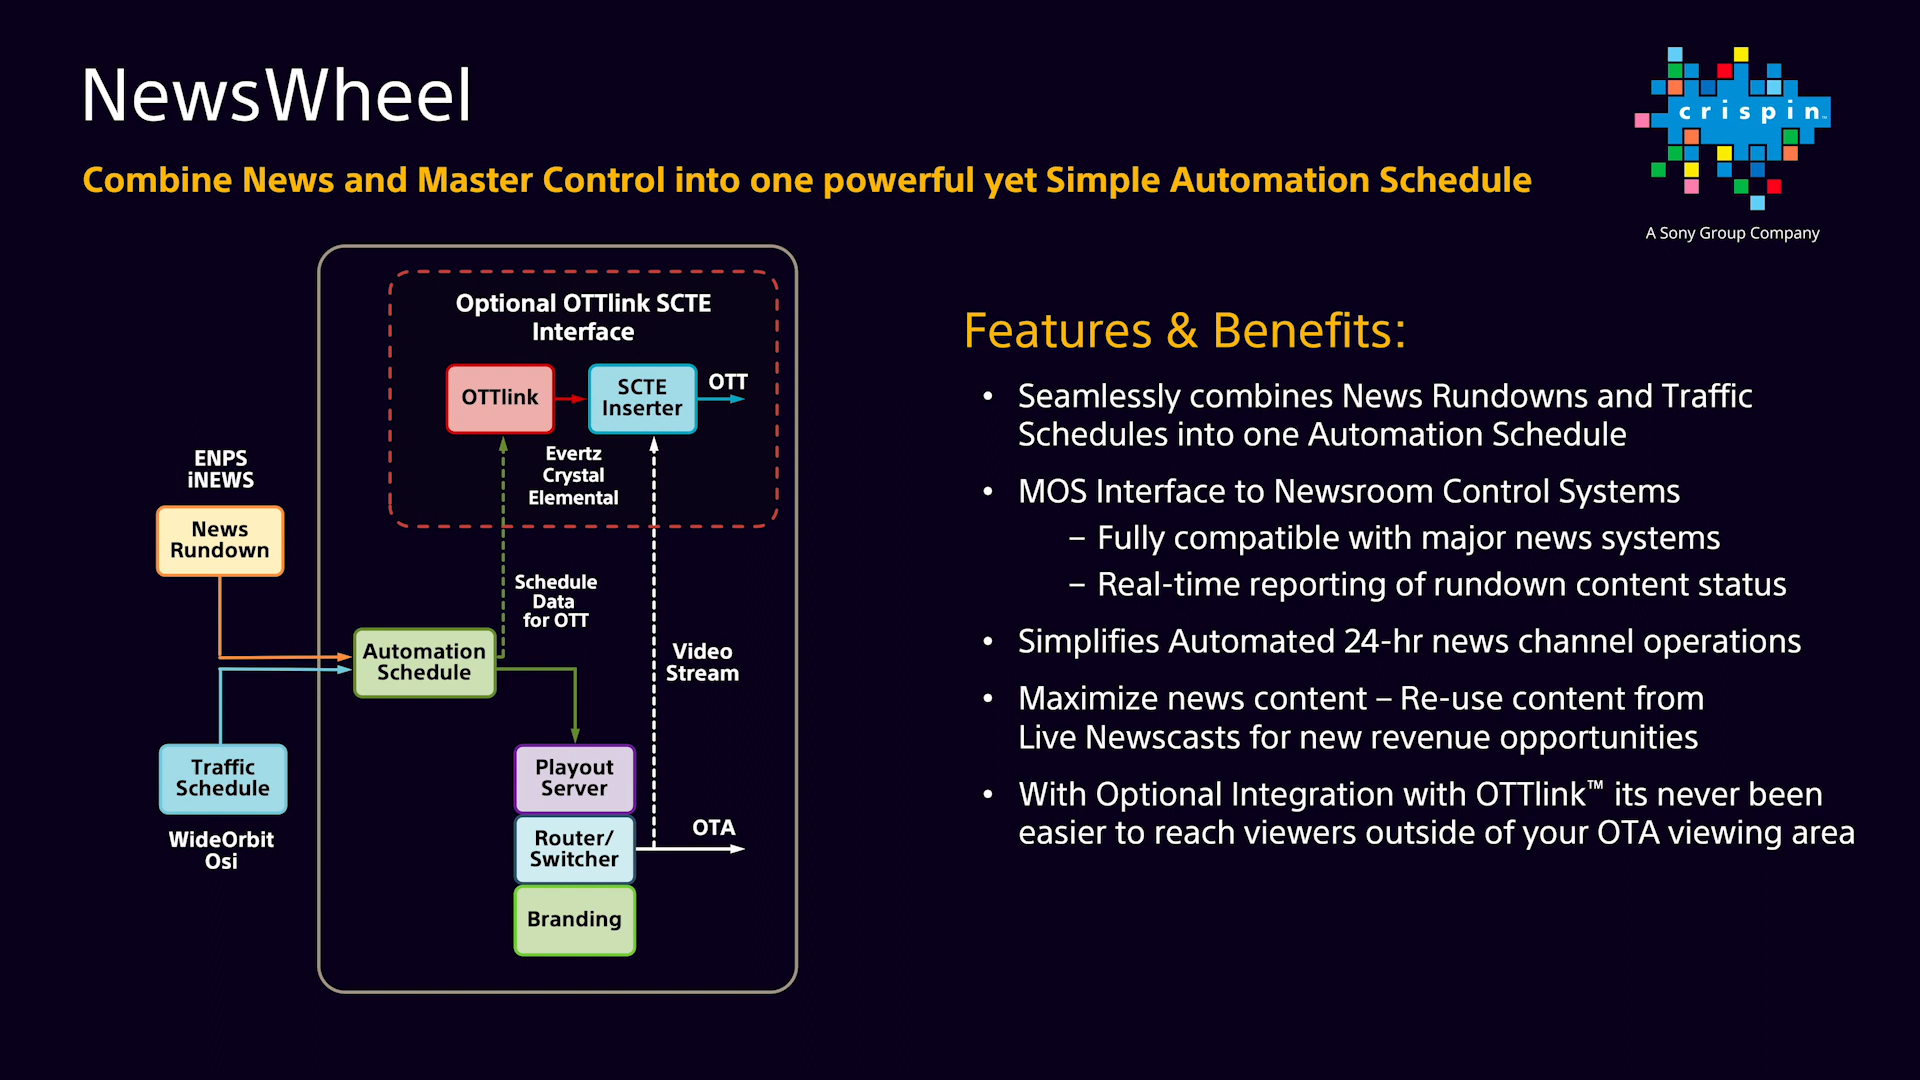 NewsWheel
Combine News and Master Control into one powerful yet Simple Automation Schedule
crispin™
A Sony Group Company
Optional OTTlink SCTE
Interface
OTTlink
SCTE
Inserter
OTT
Evertz
Crystal
Elemental
ENPS
iNEWS
News
Rundown
Schedule
Data
for OTT
Automation
Schedule
Video
Stream
Traffic
Schedule
WideOrbit
Osi
Playout
Server
Router/
Switcher
OTA
Branding
Features & Benefits:
• Seamlessly combines News Rundowns and Traffic
Schedules into one Automation Schedule
• MOS Interface to Newsroom Control Systems
– Fully compatible with major news systems
– Real-time reporting of rundown content status
• Simplifies Automated 24-hr news channel operations
• Maximize news content – Re-use content from
Live Newscasts for new revenue opportunities
• With Optional Integration with OTTlink™ its never been
easier to reach viewers outside of your OTA viewing area